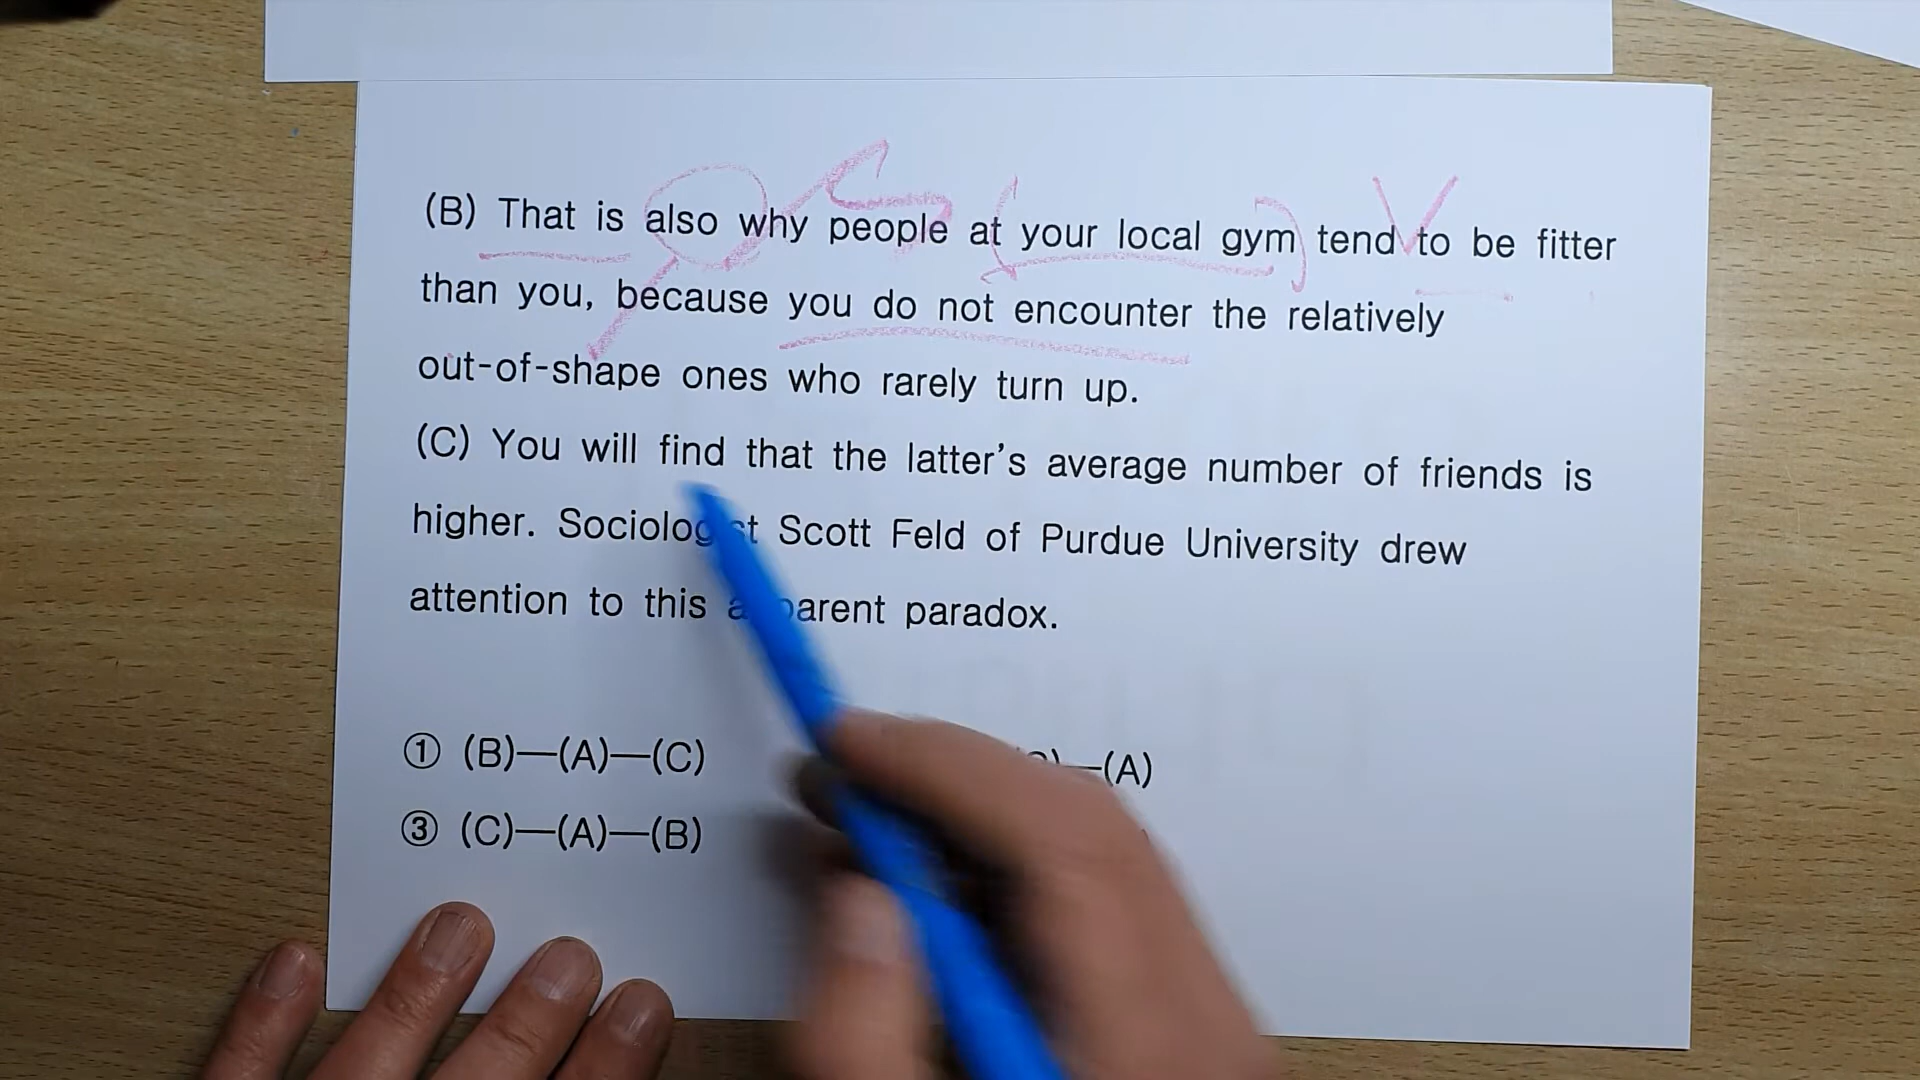 (B) That is also why people at your local gym tend to be fitter
than you, because you do not encounter the relatively
out-of-shape ones who rarely turn up.
(C) You will find that the latter's average number of friends is
higher. Sociologist Scott Feld of Purdue University drew
attention to this apparent paradox.
① (B)—(A)—(C) —(A)
③ (C)—(A)—(B)